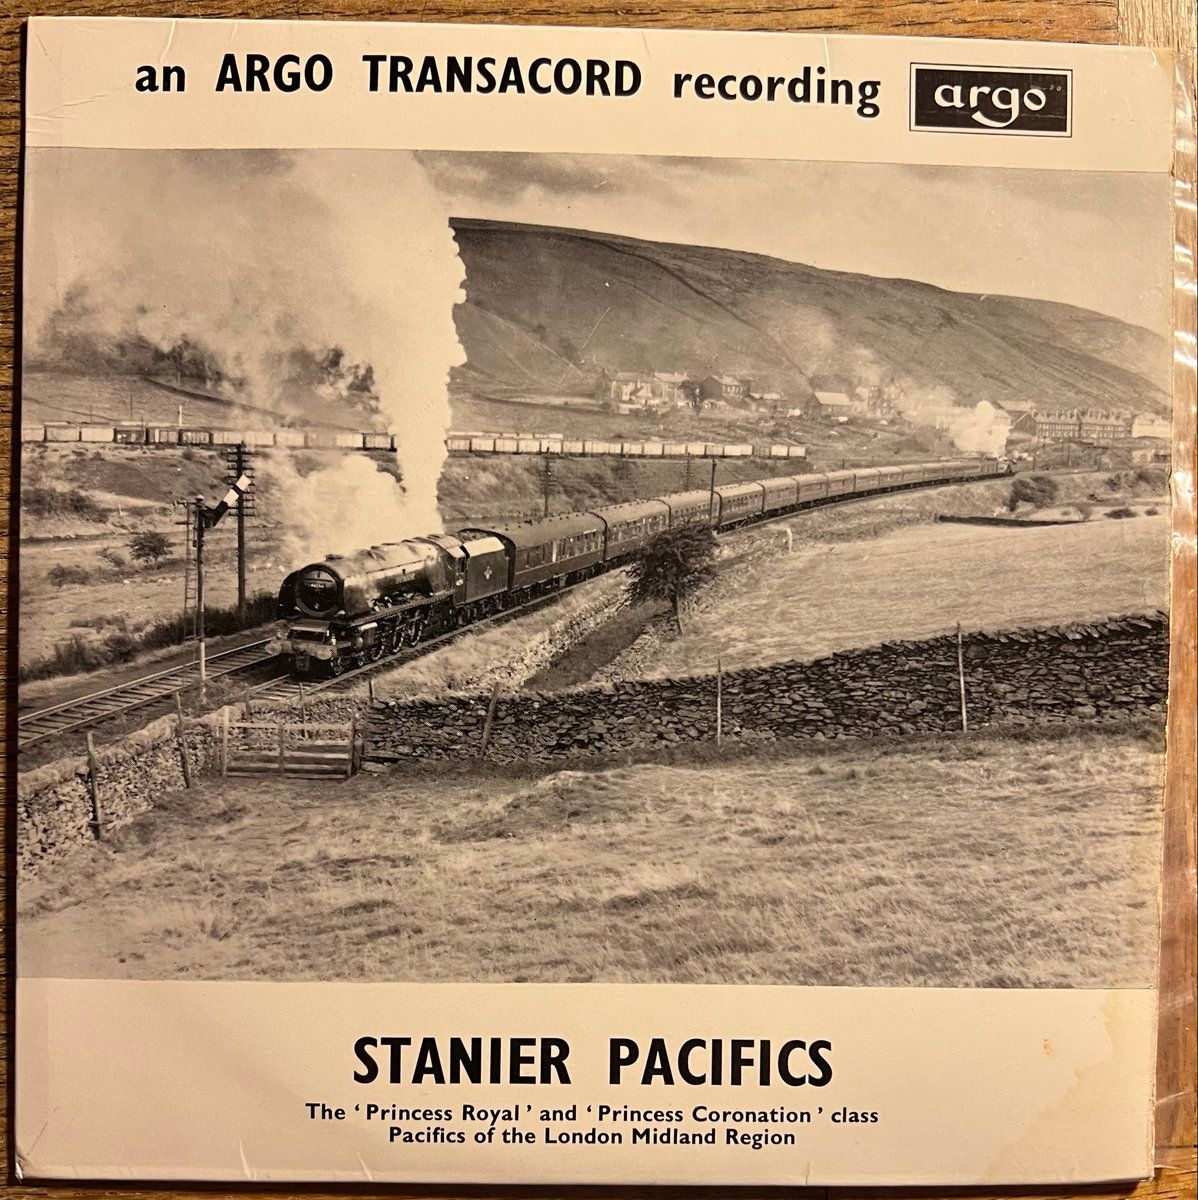 an ARGO TRANSACORD recording
argo
STANIER PACIFICS
The ‘Princess Royal’ and ‘Princess Coronation’ class
Pacifics of the London Midland Region